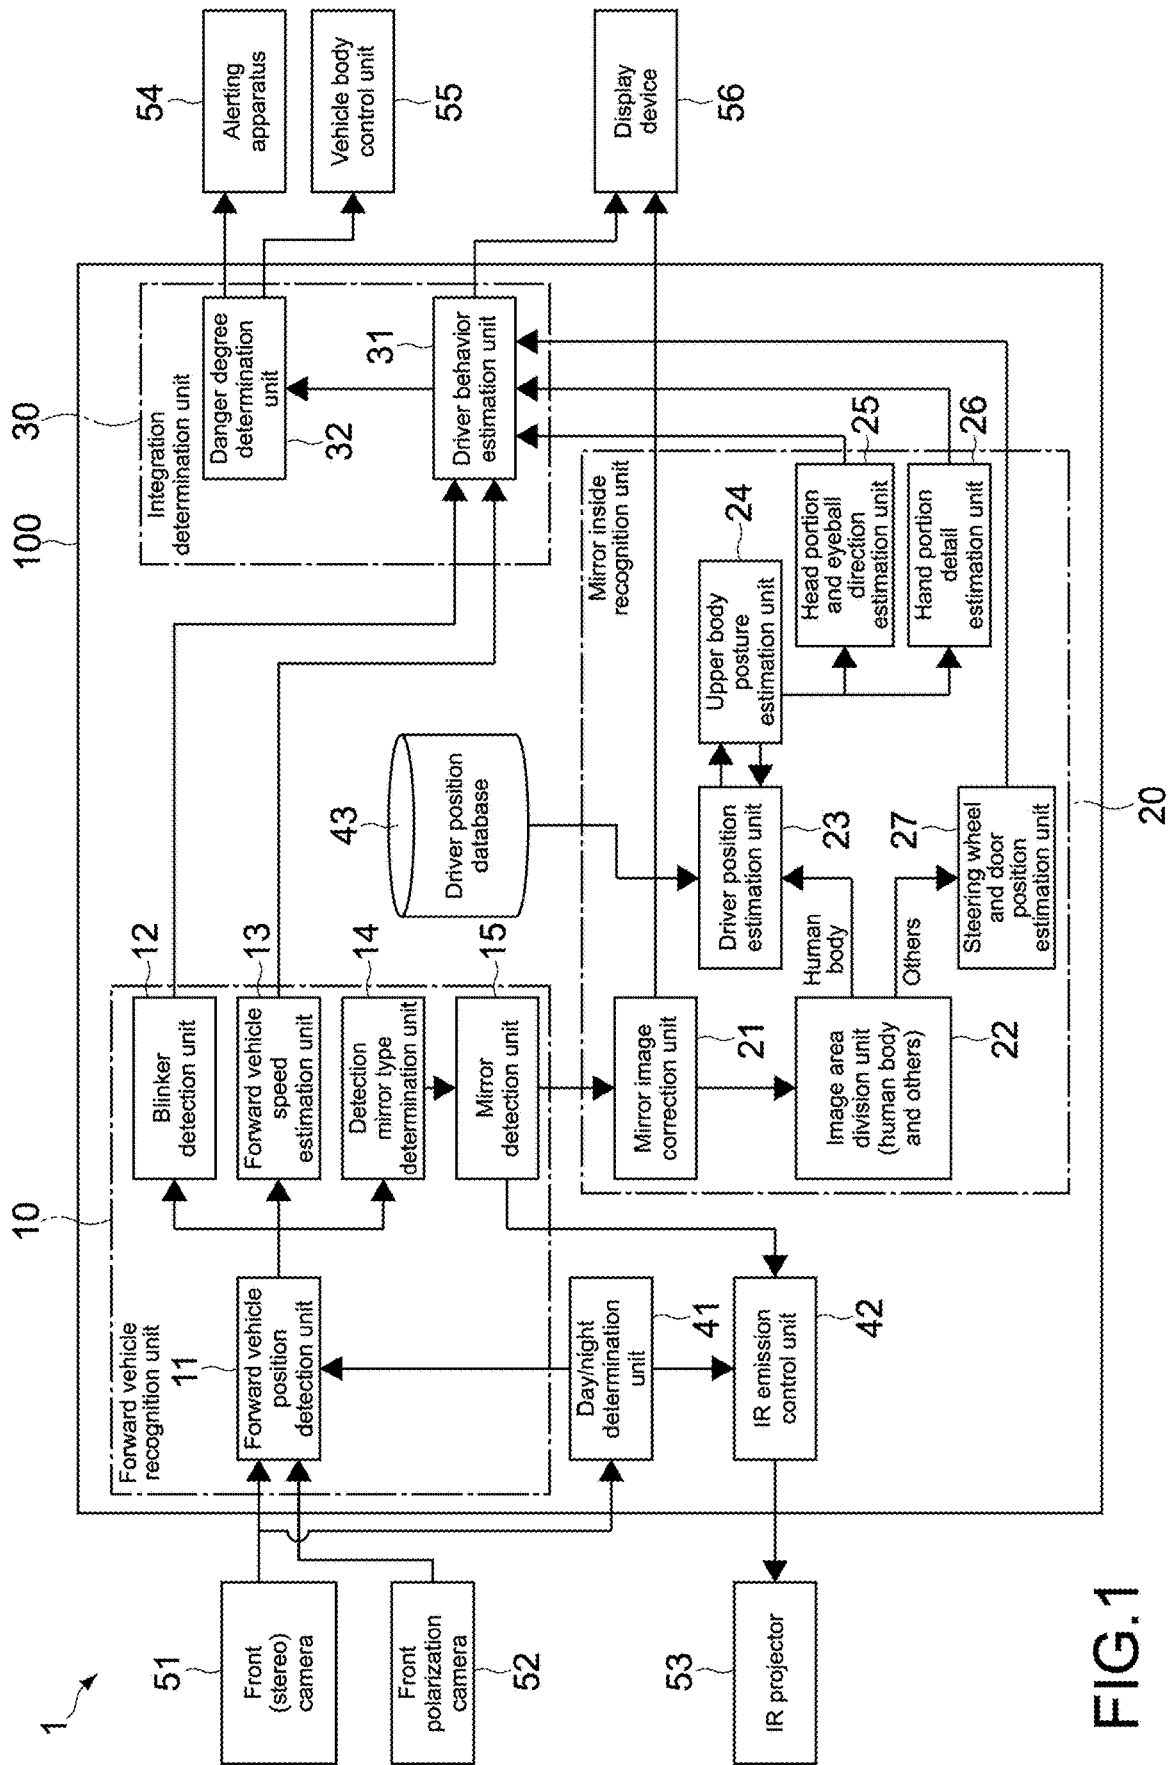 1
100
51
Front
(stereo)
camera
Front
polarization
camera
52
53
IR projector
10
Forward vehicle
recognition unit
11
Forward vehicle
position
detection unit
12
Blinker
detection unit
13
Forward vehicle
speed
estimation unit
14
Detection
mirror type
determination unit
15
Mirror
detection unit
Day/night
determination
unit
41
IR emission
control unit
42
43
Driver position
database
30
Integration
determination unit
Danger degree
determination
unit
32
31
Driver behavior
estimation unit
54
Alerting
apparatus
Vehicle body
control unit
55
Display
device
56
Mirror inside
recognition unit
Mirror image
correction unit
21
Image area
division unit
(human body
and others)
22
Human
body
Others
Driver position
estimation unit
23
Upper body
posture
estimation unit
24
Head portion
and eyeball
direction
estimation unit
25
Hand portion
detail
estimation unit
26
27
Steering wheel
and door
position
estimation unit
20
FIG.1